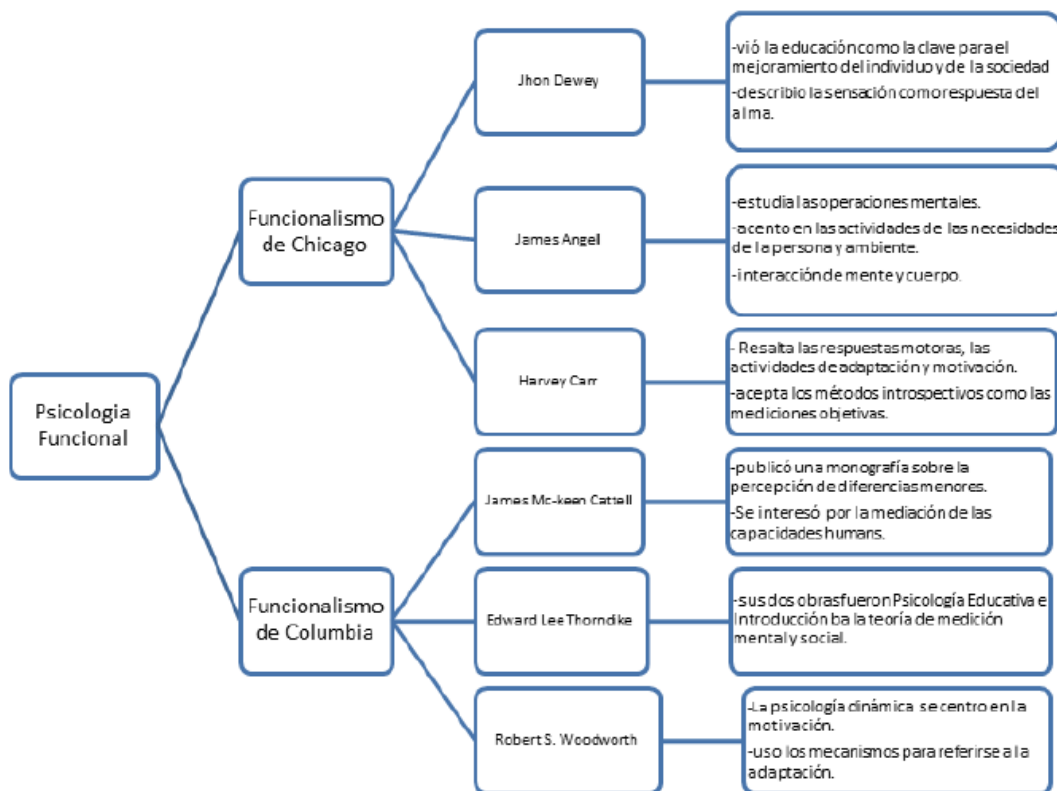 Psicologia
Funcional
Funcionalismo
de Chicago
Jhon Dewey
-vió la educación como la clave para el
mejoramiento del individuo y de la sociedad
-describio la sensación como respuesta del
alma.
James Angell
-estudia las operaciones mentales.
-acento en las actividades de las necesidades
de la persona y ambiente.
-interacción de mente y cuerpo.
Harvey Carr
- Resalta las respuestas motoras, las
actividades de adaptación y motivación.
-acepta los métodos introspectivos como las
mediciones objetivas.
Funcionalismo
de Columbia
James Mc-keen Cattell
-publicó una monografía sobre la
percepción de diferencias menores.
-Se interesó por la mediación de las
capacidades humans.
Edward Lee Thorndike
-sus dos obras fueron Psicología Educativa e
Introducción ba la teoría de medición
mental y social.
Robert S. Woodworth
-La psicología dinámica se centro en la
motivación.
-uso los mecanismos para referirse a la
adaptación.